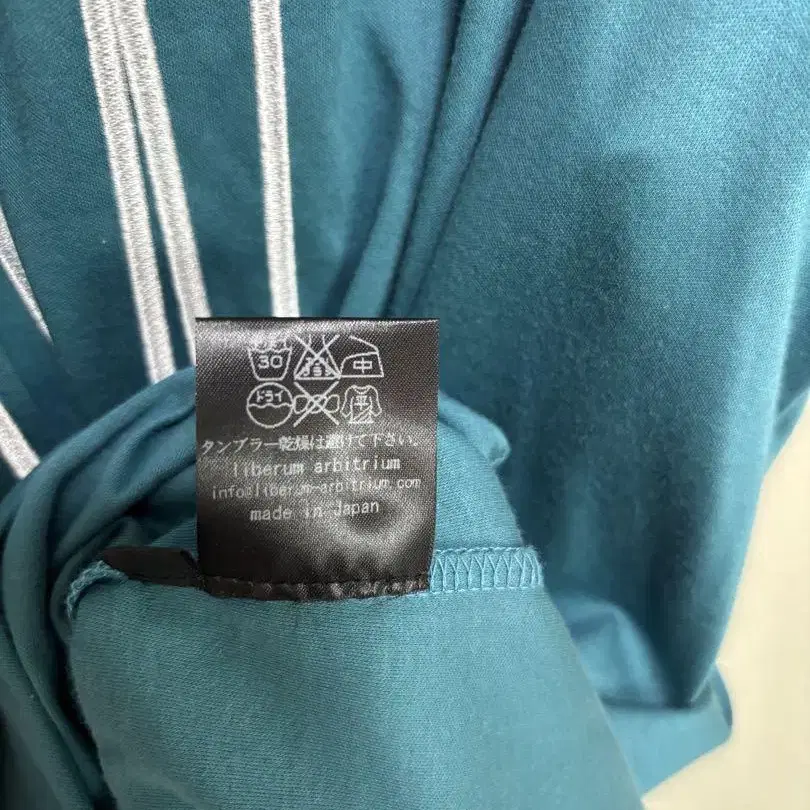 30 中
ドライ 平
タンブラー乾燥は避けて下さい。
liberum arbitrium
info@liberum-arbitrium.com
made in Japan